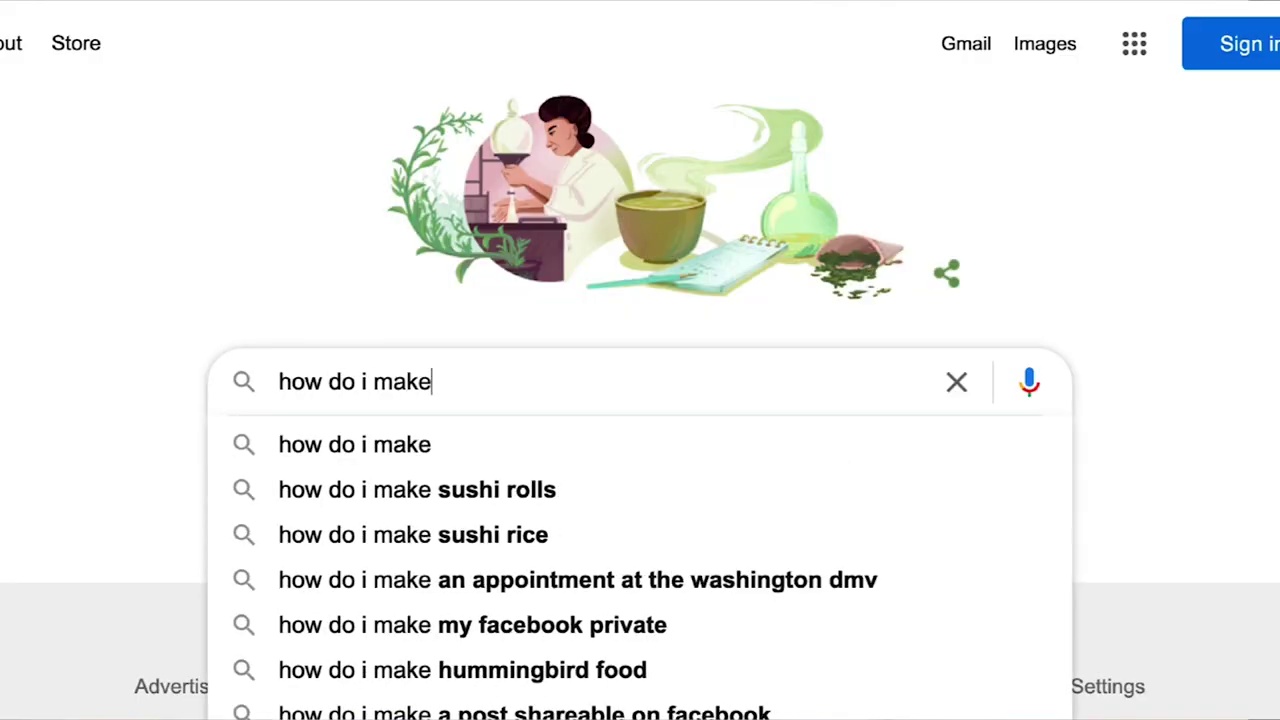 out Store Gmail Images Sign in
how do i make
how do i make
how do i make sushi rolls
how do i make sushi rice
how do i make an appointment at the washington dmv
how do i make my facebook private
how do i make hummingbird food
how do i make a post shareable on facebook
Advertis Settings